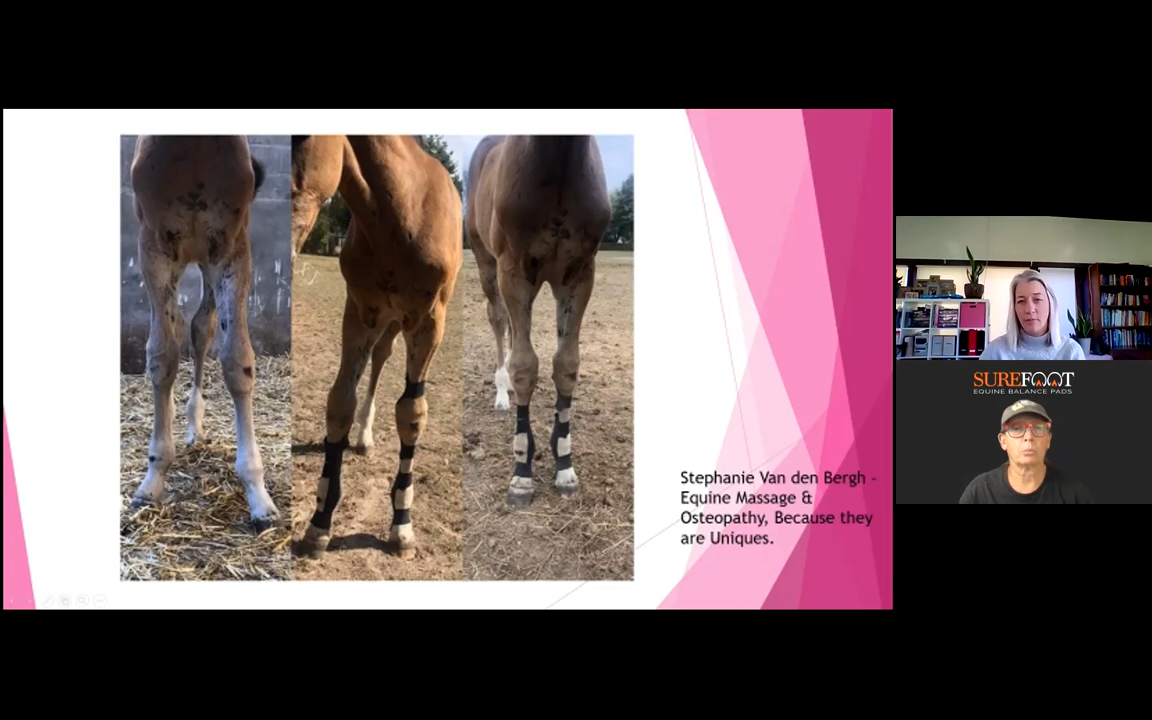 Stephanie Van den Bergh -
Equine Massage &
Osteopathy, Because they
are Uniques.
SUREFOOT
EQUINE BALANCE PADS